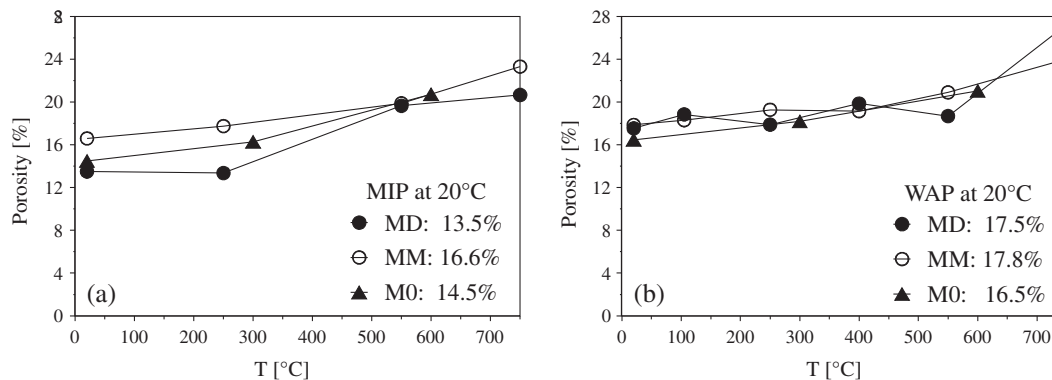 28
24
20
16
12
8
4
0
Porosity [%]
MIP at 20°C
MD: 13.5%
MM: 16.6%
M0: 14.5%
(a)
0 100 200 300 400 500 600 700
T [°C]
28
24
20
16
12
8
4
0
Porosity [%]
WAP at 20°C
MD: 17.5%
MM: 17.8%
M0: 16.5%
(b)
0 100 200 300 400 500 600 700
T [°C]